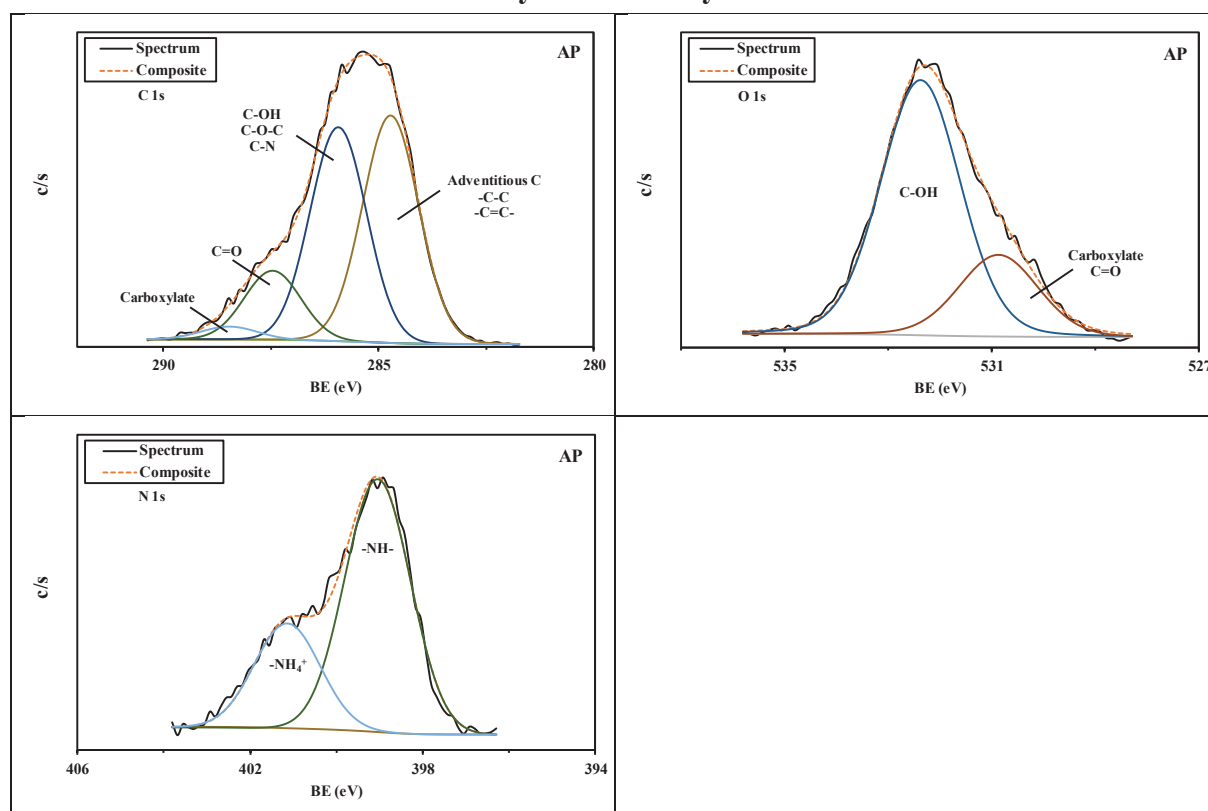 Spectrum
Composite
C 1s
AP
C-OH
C-O-C
C-N
Adventitious C
-C-C
-C=C-
C=O
Carboxylate
c/s
290
285
280
BE (eV)
Spectrum
Composite
O 1s
AP
C-OH
Carboxylate
C=O
c/s
535
531
527
BE (eV)
Spectrum
Composite
N 1s
AP
-NH-
-NH₄⁺
c/s
406
402
398
394
BE (eV)